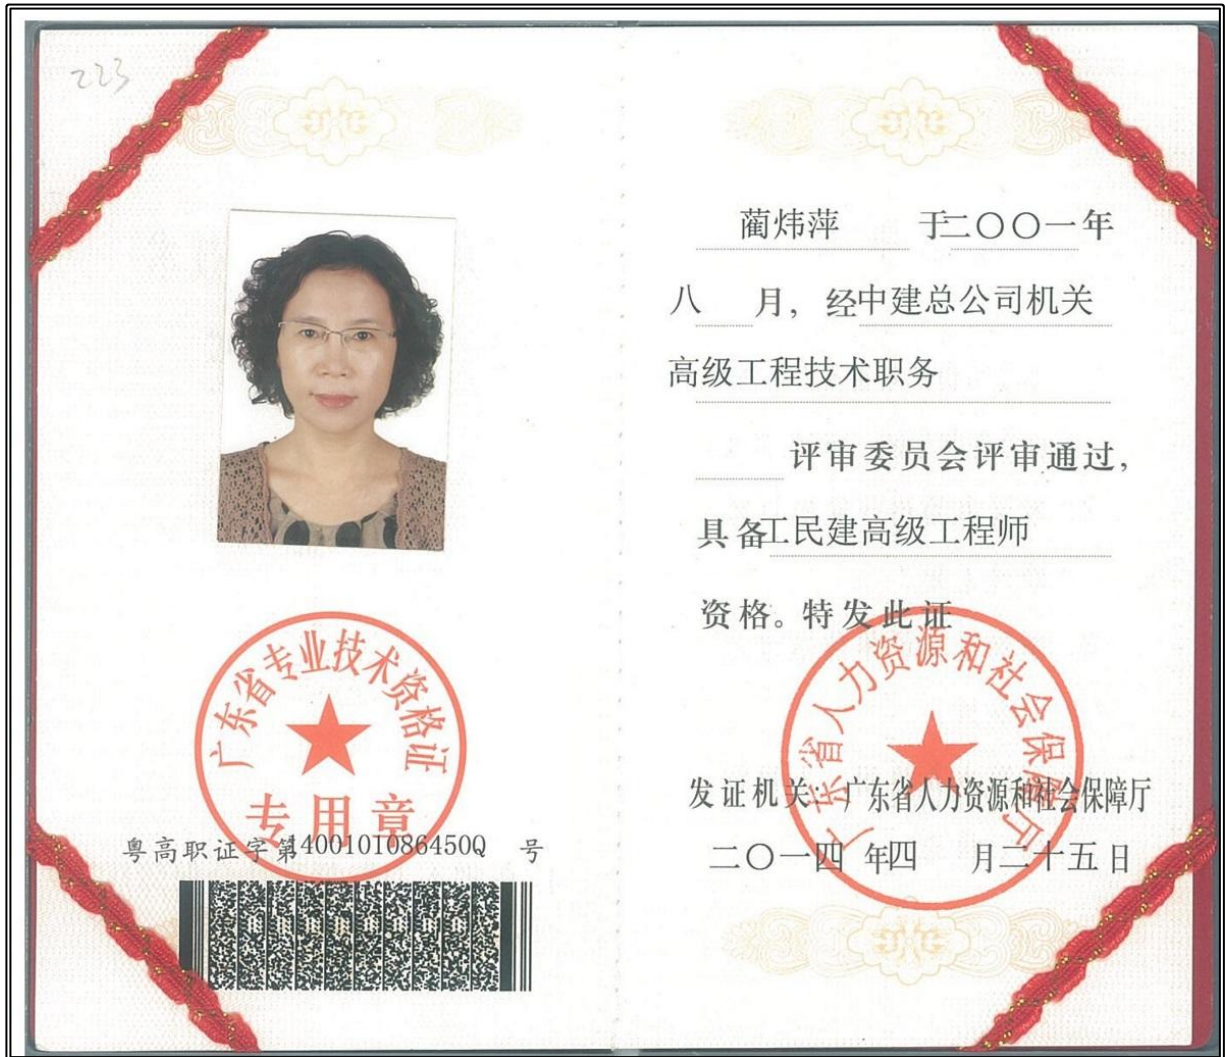 223
广东省专业技术资格证
专用章
粤高职证字第1400101086450Q 号
蔺炜萍 于二〇〇一年
八 月，经中建总公司机关
高级工程技术职务
评审委员会评审通过，
具备工民建高级工程师
资格。特发此证
广东省人力资源和社会保障厅
发证机关：广东省人力资源和社会保障厅
二〇一四 年四 月二十五日